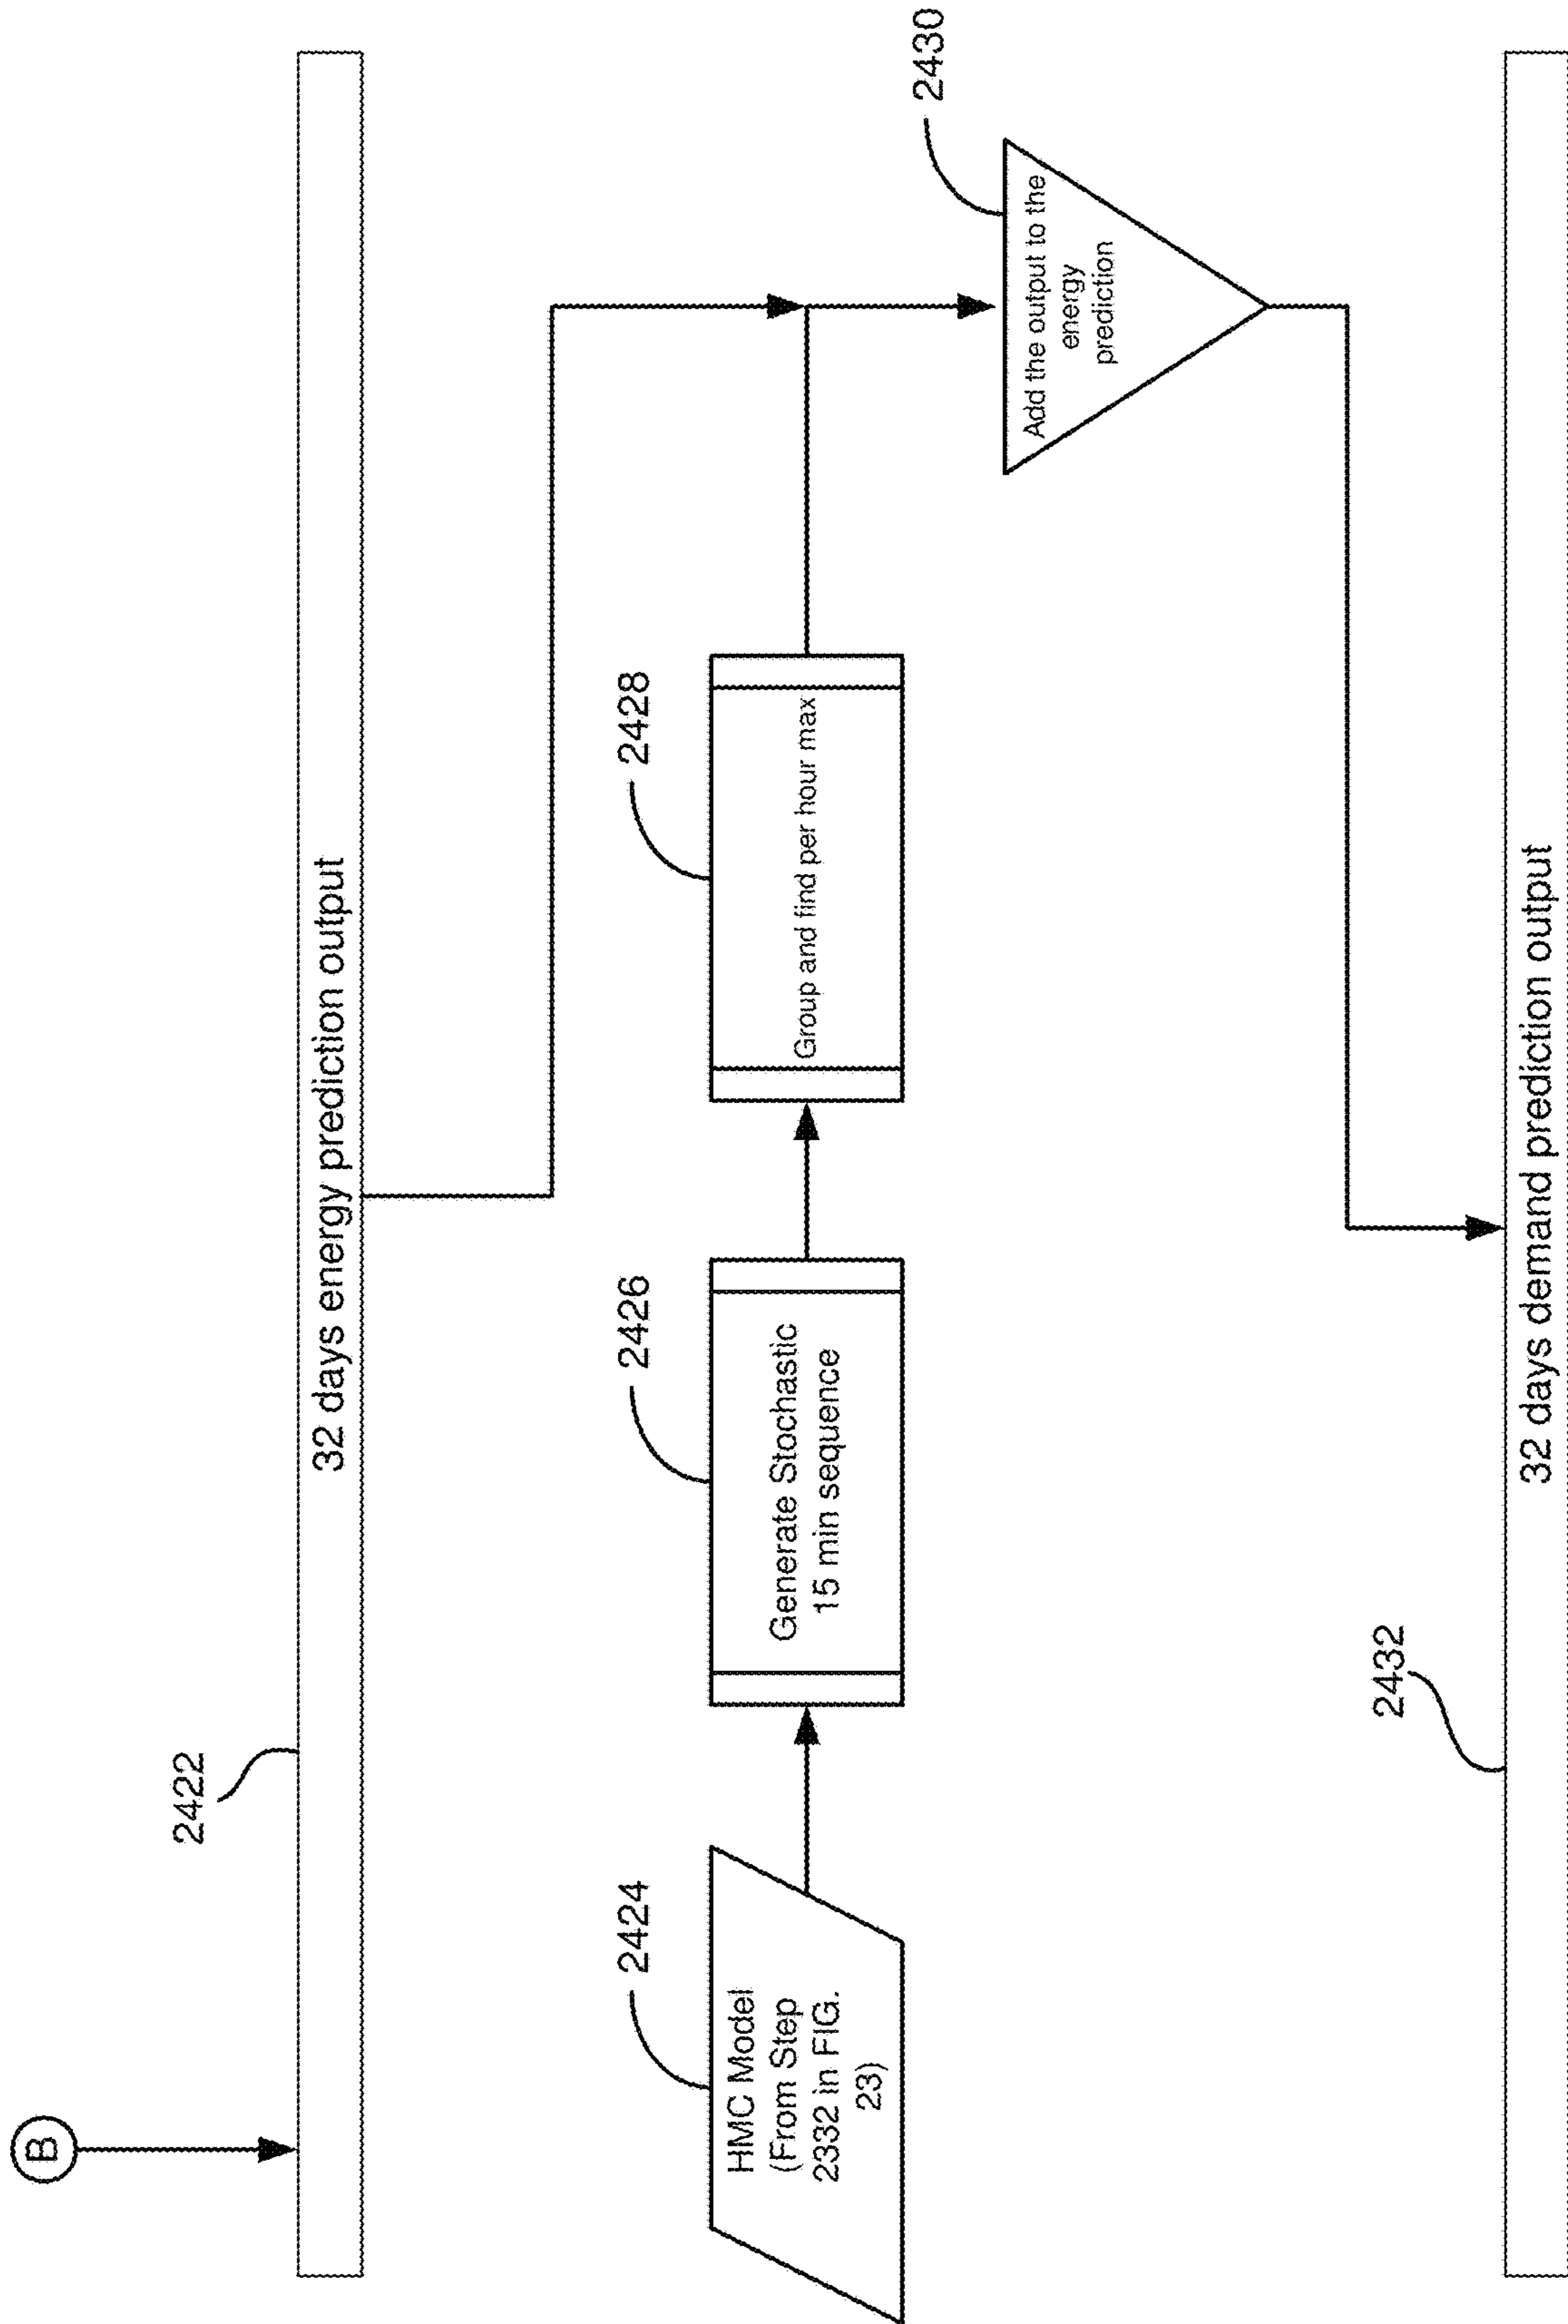 B
2422
32 days energy prediction output
2424
HMC Model
(From Step
2332 in FIG.
23)
2426
Generate Stochastic
15 min sequence
2428
Group and find per hour max
2430
Add the output to the
energy
prediction
2432
32 days demand prediction output